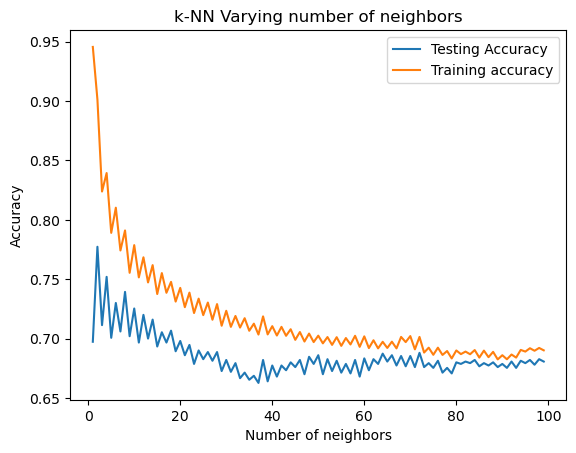 k-NN Varying number of neighbors
Testing Accuracy
Training accuracy
Accuracy
0.95
0.90
0.85
0.80
0.75
0.70
0.65
0 20 40 60 80 100
Number of neighbors